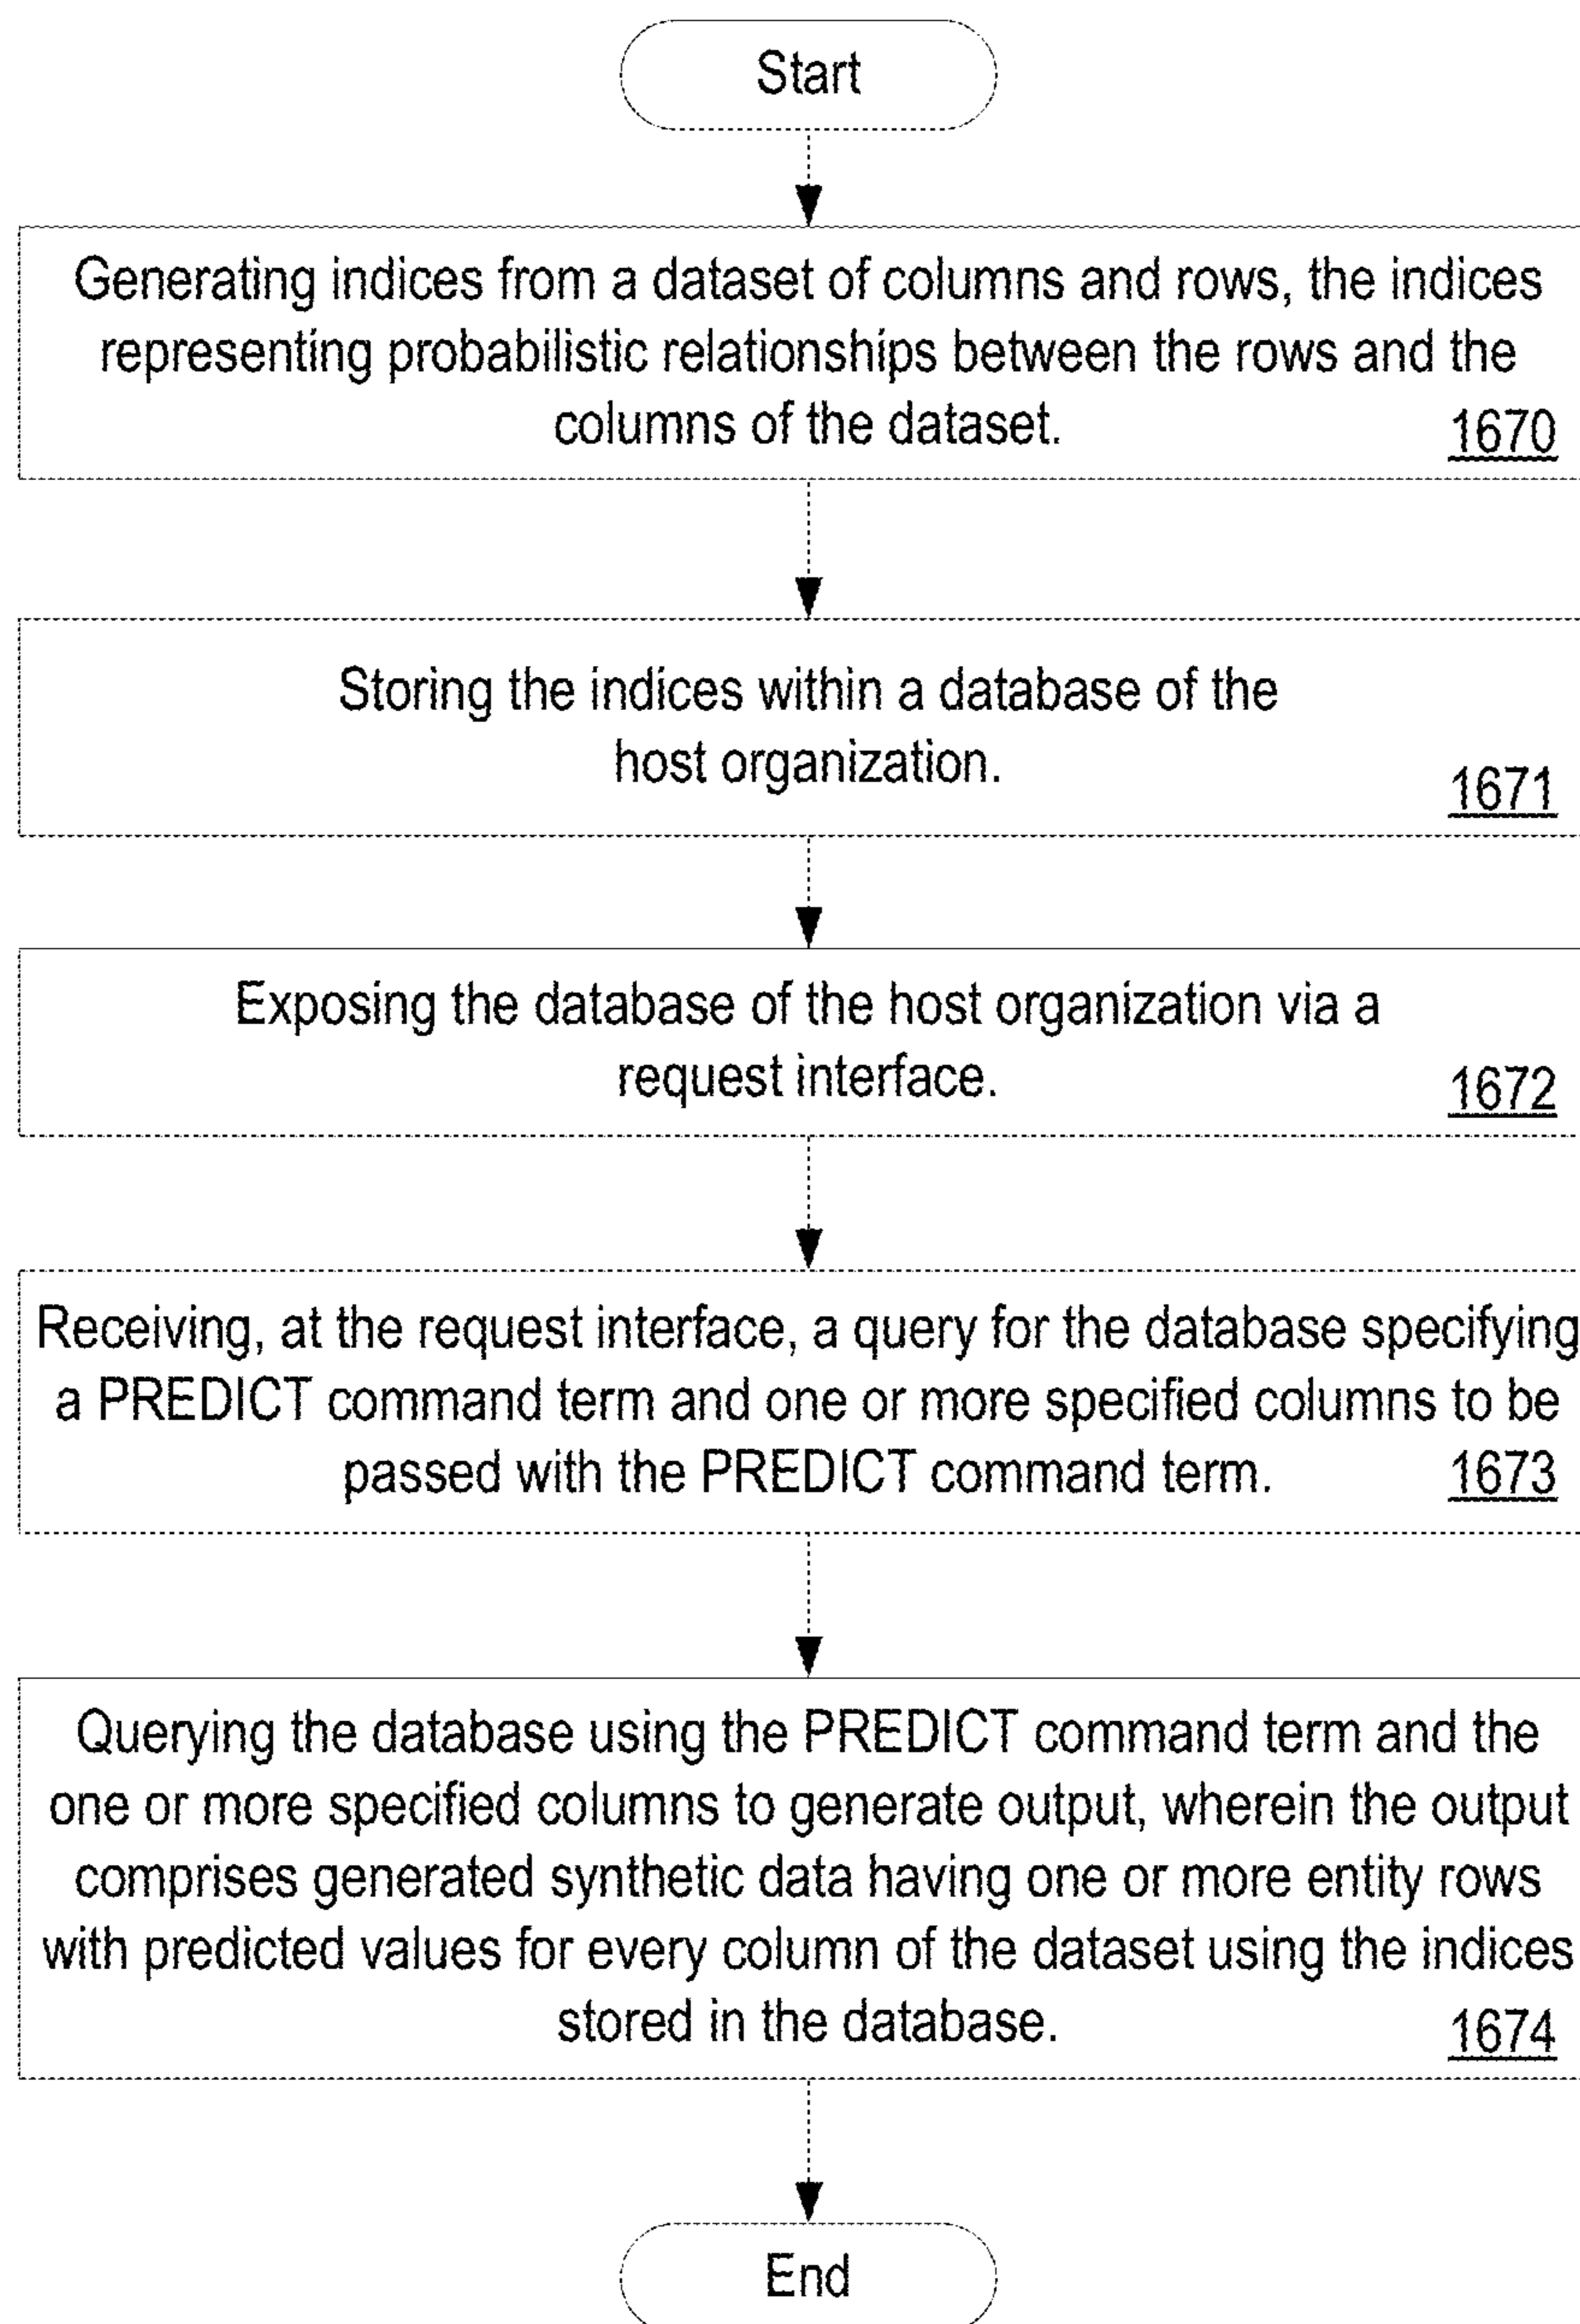 Start
Generating indices from a dataset of columns and rows, the indices
representing probabilistic relationships between the rows and the
columns of the dataset.
1670
Storing the indices within a database of the
host organization.
1671
Exposing the database of the host organization via a
request interface.
1672
Receiving, at the request interface, a query for the database specifying
a PREDICT command term and one or more specified columns to be
passed with the PREDICT command term.
1673
Querying the database using the PREDICT command term and the
one or more specified columns to generate output, wherein the output
comprises generated synthetic data having one or more entity rows
with predicted values for every column of the dataset using the indices
stored in the database.
1674
End